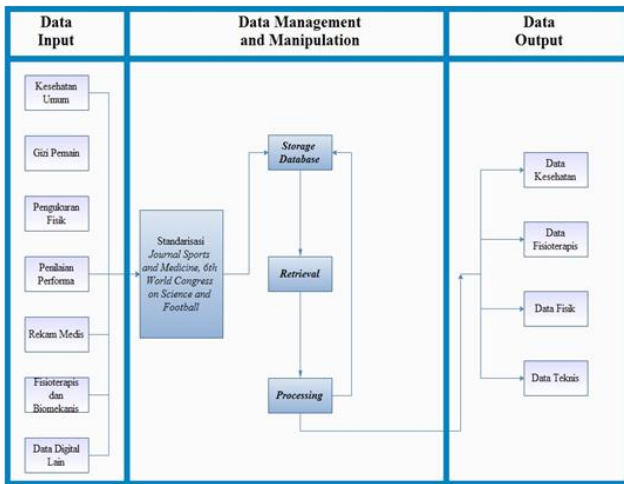 Data
Input
Data Management
and Manipulation
Data
Output
Kesehatan
Umum
Gizi Pemain
Pengukuran
Fisik
Penilaian
Performa
Rekam Medis
Fisioterapis
dan
Biomekanis
Data Digital
Lain
Standarisasi
Journal Sports
and Medicine, 6th
World Congress
on Science and
Football
Storage
Database
Retrieval
Processing
Data
Kesehatan
Data
Fisioterapis
Data Fisik
Data Teknis